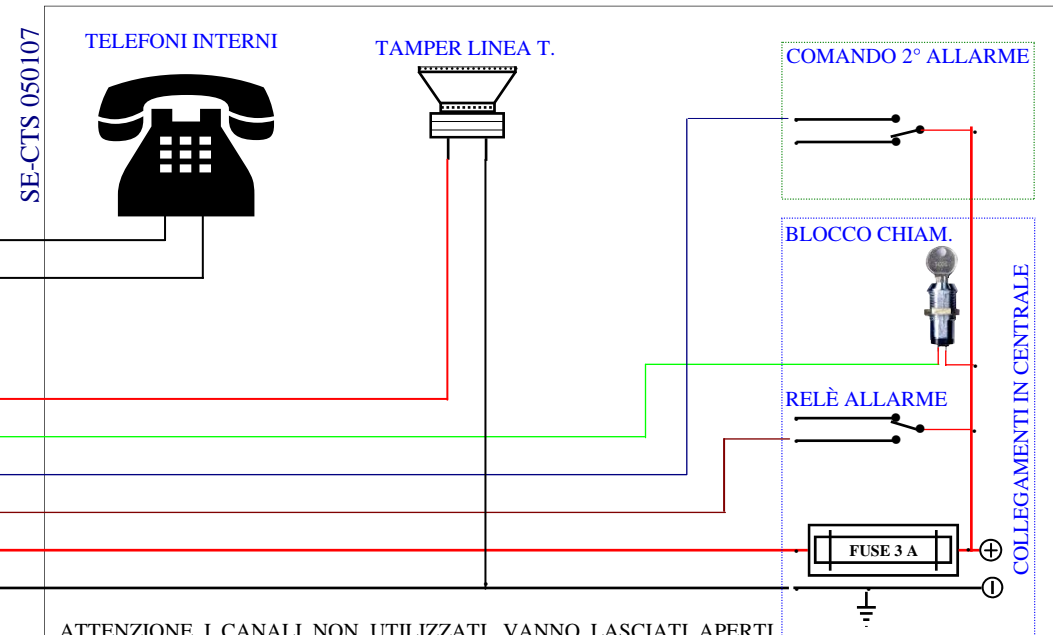 SE-CTS 050107
TELEFONI INTERNI
TAMPER LINEA T.
COMANDO 2° ALLARME
BLOCCO CHIAM.
RELÈ ALLARME
COLLEGAMENTI IN CENTRALE
FUSE 3 A
ATTENZIONE I CANALI NON UTILIZZATI VANNO LASCIATI APERTI